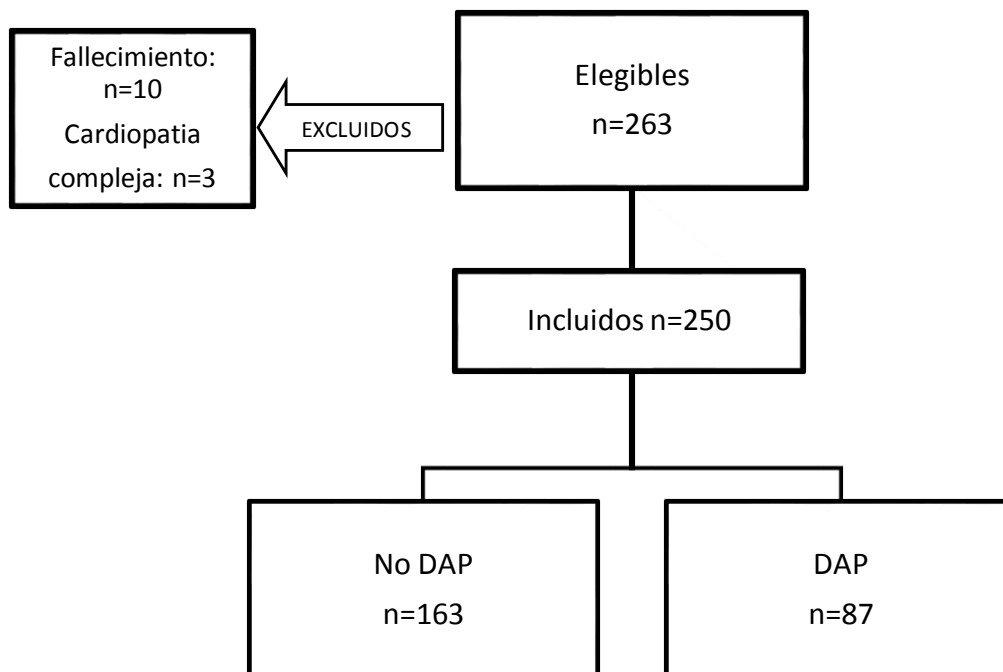 Fallecimiento:
n=10
Cardiopatia
compleja: n=3
EXCLUIDOS
Elegibles
n=263
Incluidos n=250
No DAP
n=163
DAP
n=87